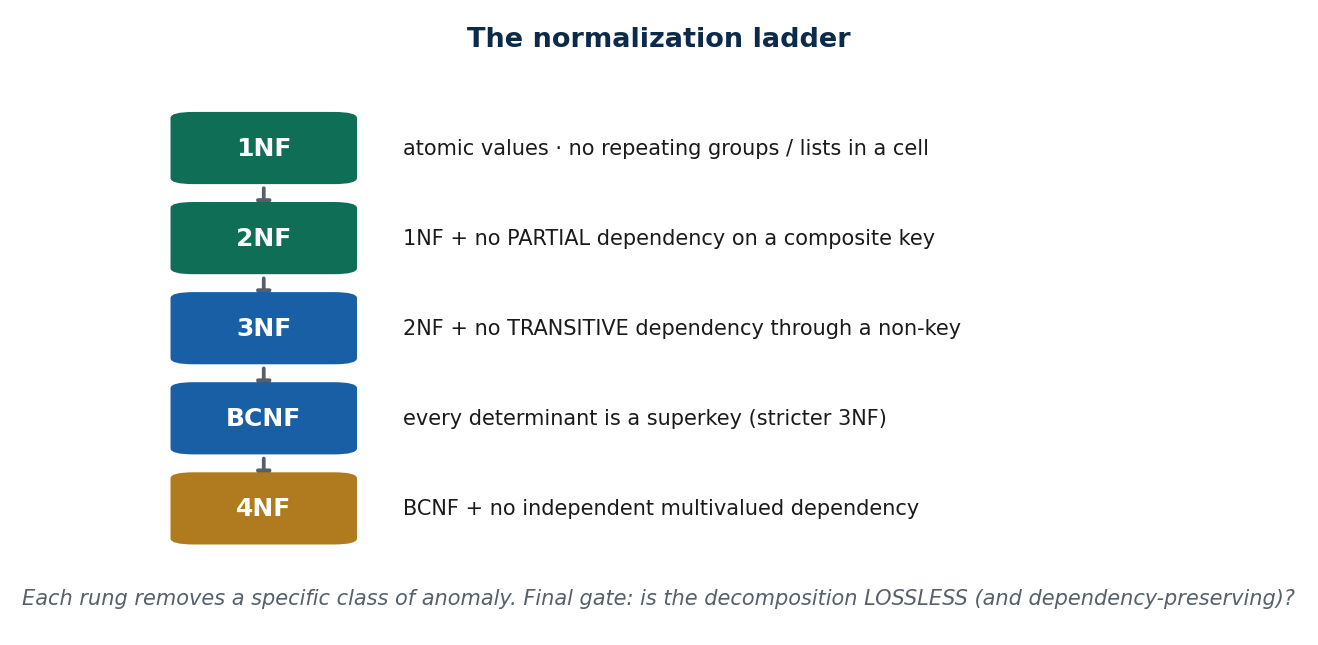 The normalization ladder
1NF
atomic values · no repeating groups / lists in a cell
2NF
1NF + no PARTIAL dependency on a composite key
3NF
2NF + no TRANSITIVE dependency through a non-key
BCNF
every determinant is a superkey (stricter 3NF)
4NF
BCNF + no independent multivalued dependency
Each rung removes a specific class of anomaly. Final gate: is the decomposition LOSSLESS (and dependency-preserving)?